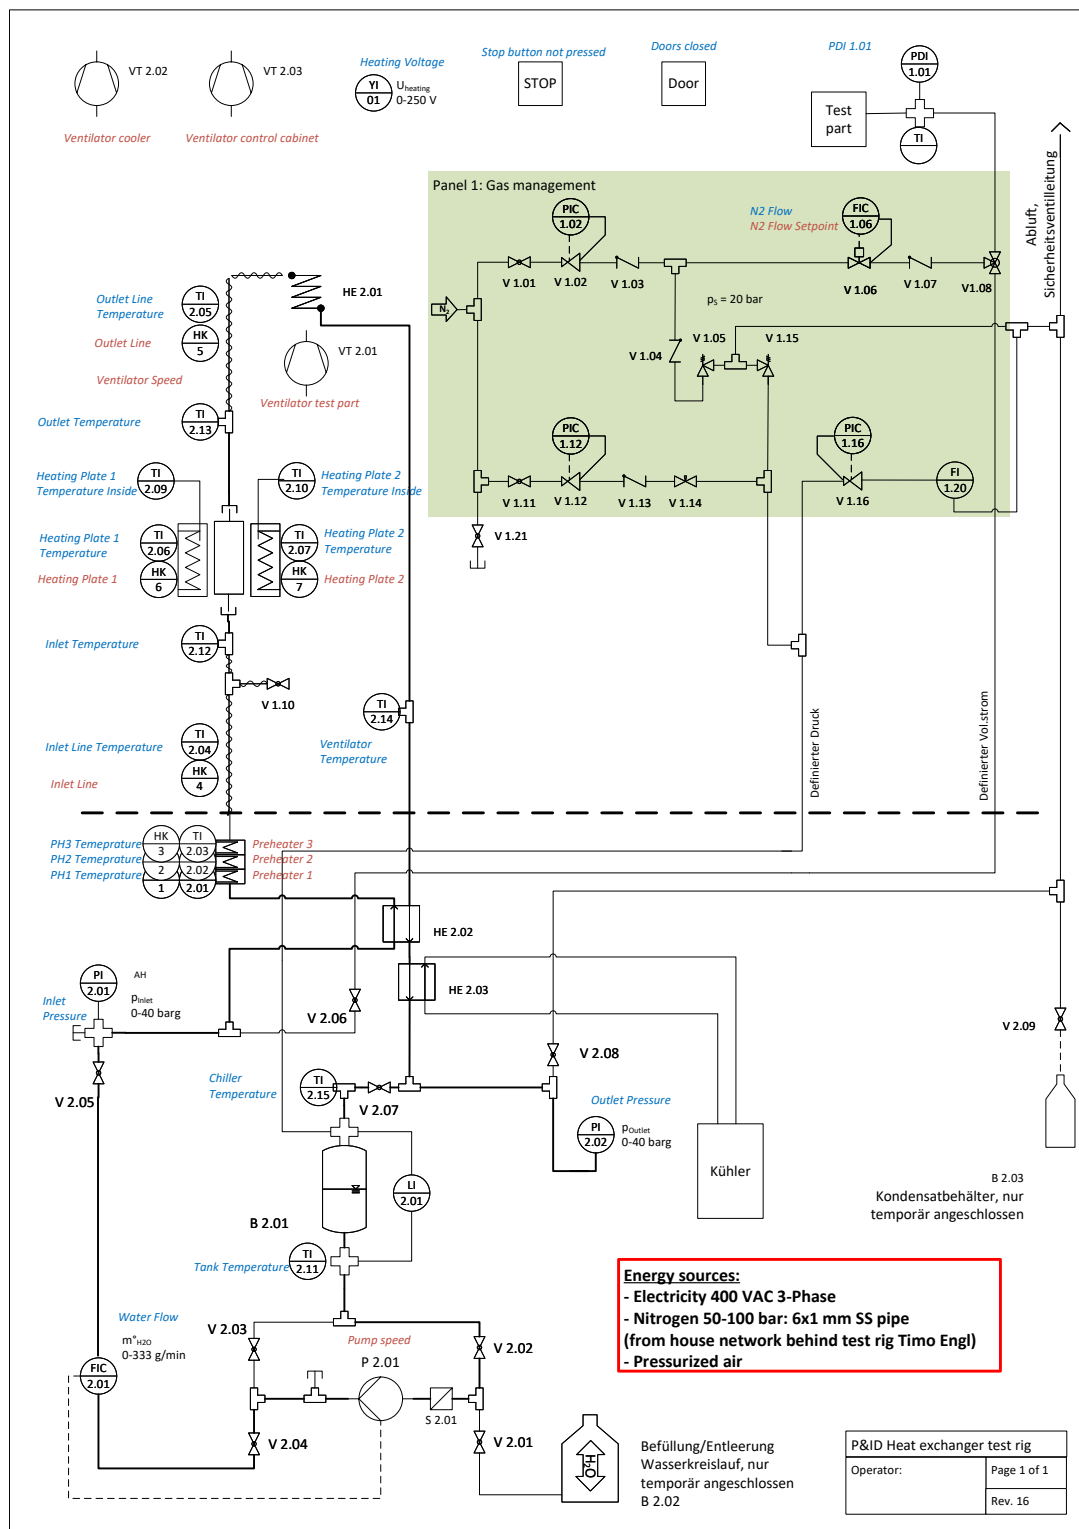 VT 2.02
VT 2.03
Ventilator cooler
Ventilator control cabinet
Heating Voltage
YI
01
Uheating
0-250 V
Stop button not pressed
STOP
Doors closed
Door
PDI 1.01
PDI
1.01
Test
part
TI
Abluft,
Sicherheitsventilleitung
Panel 1: Gas management
PIC
1.02
N2 Flow
N2 Flow Setpoint
FIC
1.06
V 1.01
V 1.02
V 1.03
V 1.06
V 1.07
V1.08
N2
pS = 20 bar
V 1.04
V 1.05
V 1.15
PIC
1.12
PIC
1.16
FI
1.20
V 1.11
V 1.12
V 1.13
V 1.14
V 1.16
V 1.21
Outlet Line
Temperature
TI
2.05
Outlet Line
HK
5
HE 2.01
VT 2.01
Ventilator Speed
Ventilator test part
Outlet Temperature
TI
2.13
Heating Plate 1
Temperature Inside
TI
2.09
TI
2.10
Heating Plate 2
Temperature Inside
Heating Plate 1
Temperature
TI
2.06
TI
2.07
Heating Plate 2
Temperature
Heating Plate 1
HK
6
HK
7
Heating Plate 2
Inlet Temperature
TI
2.12
V 1.10
TI
2.14
Ventilator
Temperature
Inlet Line Temperature
TI
2.04
Inlet Line
HK
4
Definierter Druck
Definierter Vol.strom
PH3 Temeprature
HK
3
TI
2.03
Preheater 3
PH2 Temeprature
2
2.02
Preheater 2
PH1 Temeprature
1
2.01
Preheater 1
HE 2.02
HE 2.03
PI
2.01
AH
pInlet
0-40 barg
Inlet
Pressure
V 2.06
V 2.05
V 2.08
V 2.09
Chiller
Temperature
TI
2.15
V 2.07
Outlet Pressure
PI
2.02
pOutlet
0-40 barg
Kühler
LI
2.01
B 2.01
B 2.03
Kondensatbehälter, nur
temporär angeschlossen
Tank Temperature
TI
2.11
Energy sources:
- Electricity 400 VAC 3-Phase
- Nitrogen 50-100 bar: 6x1 mm SS pipe
(from house network behind test rig Timo Engl)
- Pressurized air
Water Flow
m°H2O
0-333 g/min
FIC
2.01
V 2.03
Pump speed
P 2.01
V 2.02
S 2.01
V 2.04
V 2.01
H2O
Befüllung/Entleerung
Wasserkreislauf, nur
temporär angeschlossen
B 2.02
P&ID Heat exchanger test rig
Operator:
Page 1 of 1
Rev. 16